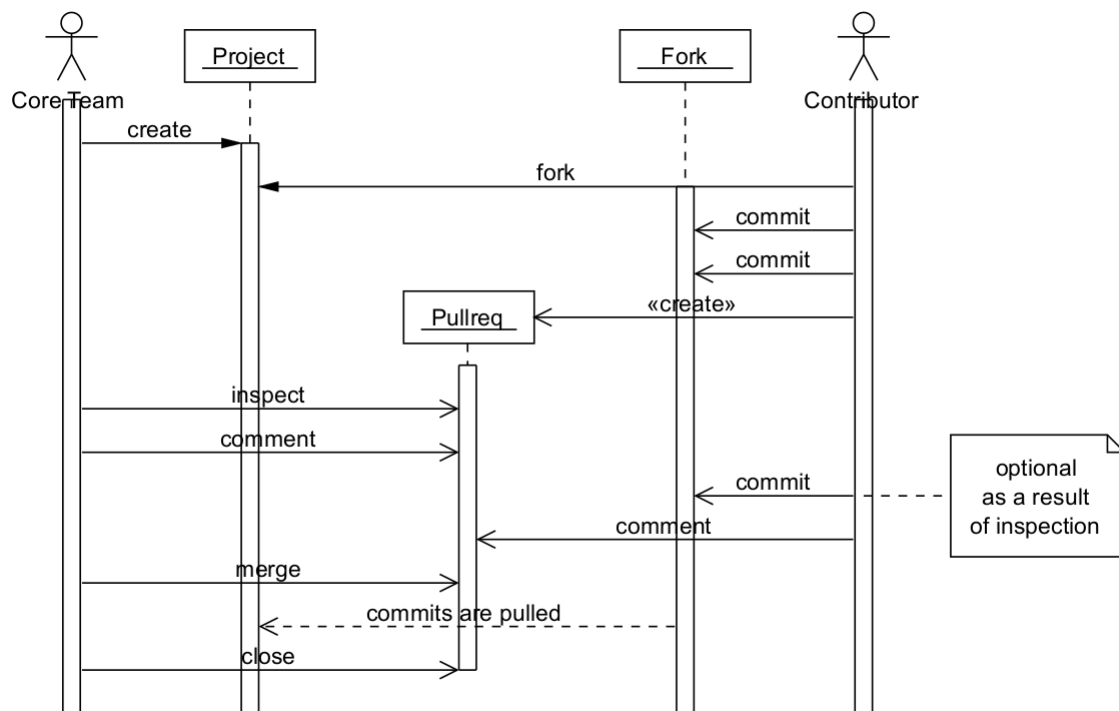 Project
Fork
Core Team
Contributor
create
fork
commit
commit
«create»
Pullreq
inspect
comment
commit
optional
as a result
of inspection
comment
merge
commits are pulled
close